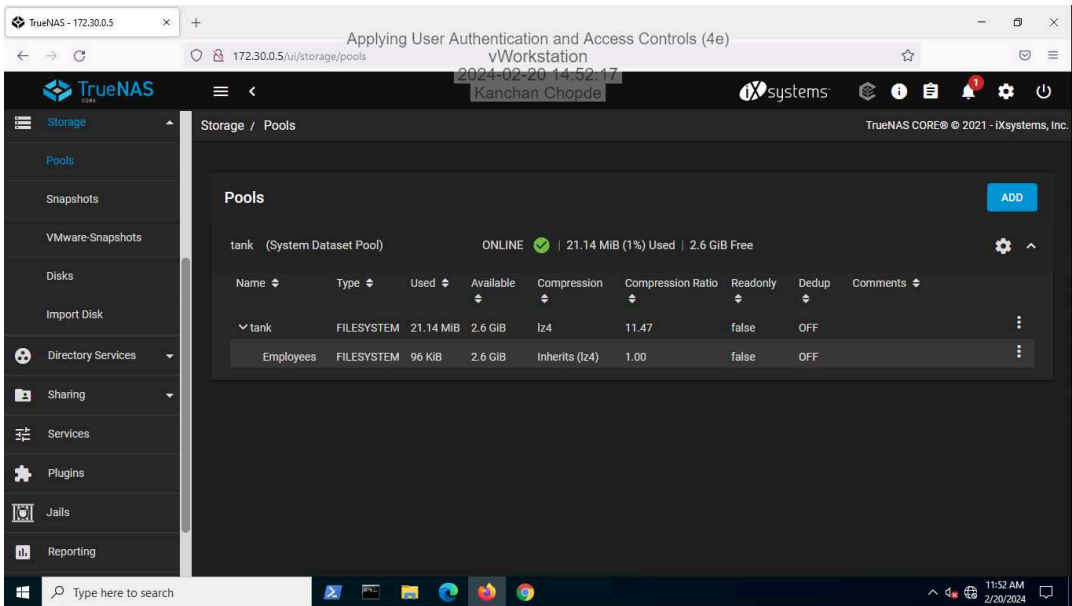 TrueNAS - 172.30.0.5
Applying User Authentication and Access Controls (4e)
172.30.0.5/ui/storage/pools
vWorkstation
2024-02-20 14:52:17
Kanchan Chopde
TrueNAS
CORE
iX systems
1
Storage
Storage / Pools
TrueNAS CORE® © 2021 - iXsystems, Inc.
Pools
Snapshots
VMware-Snapshots
Disks
Import Disk
Directory Services
Sharing
Services
Plugins
Jails
Reporting
Pools
ADD
tank (System Dataset Pool) ONLINE | 21.14 MiB (1%) Used | 2.6 GiB Free
Name Type Used Available Compression Compression Ratio Readonly Dedup Comments
tank FILESYSTEM 21.14 MiB 2.6 GiB lz4 11.47 false OFF
Employees FILESYSTEM 96 KiB 2.6 GiB Inherits (lz4) 1.00 false OFF
Type here to search
11:52 AM
2/20/2024